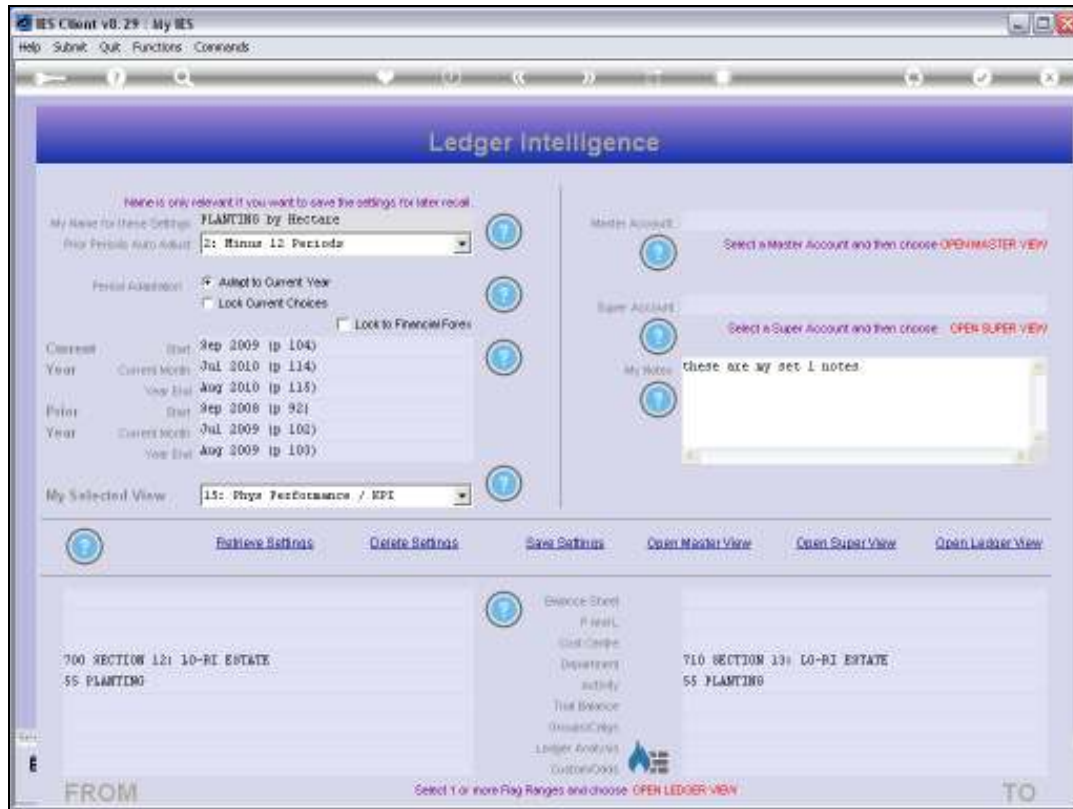 IES Client v8.29 : My IES
Help Submit Quit Functions Commands
Ledger Intelligence
Name is only relevant if you want to save the settings for later recall.
My Name for these Settings PLANTING by Hectare
Prior Periods Auto Adjust 2: Minus 12 Periods
Period Adaptation Adapt to Current Year
Lock Current Choices
Lock to Financial Forex
Current Year
Start Sep 2009 (p 104)
Current Month Jul 2010 (p 114)
Year End Aug 2010 (p 115)
Prior Year
Start Sep 2008 (p 92)
Current Month Jul 2009 (p 102)
Year End Aug 2009 (p 103)
My Selected View 15: Phys Performance / KPI
Master Account
Select a Master Account and then choose OPEN MASTER VIEW
Super Account
Select a Super Account and then choose OPEN SUPER VIEW
My Notes these are my set 1 notes
Retrieve Settings Delete Settings Save Settings Open Master View Open Super View Open Ledger View
Balance Sheet
P and L
Cost Centre
700 SECTION 12: LO-RI ESTATE Department 710 SECTION 13: LO-RI ESTATE
55 PLANTING Activity 55 PLANTING
Trial Balance
Ledger Analysis
FROM Select 1 or more Flag Ranges and choose OPEN LEDGER VIEW TO